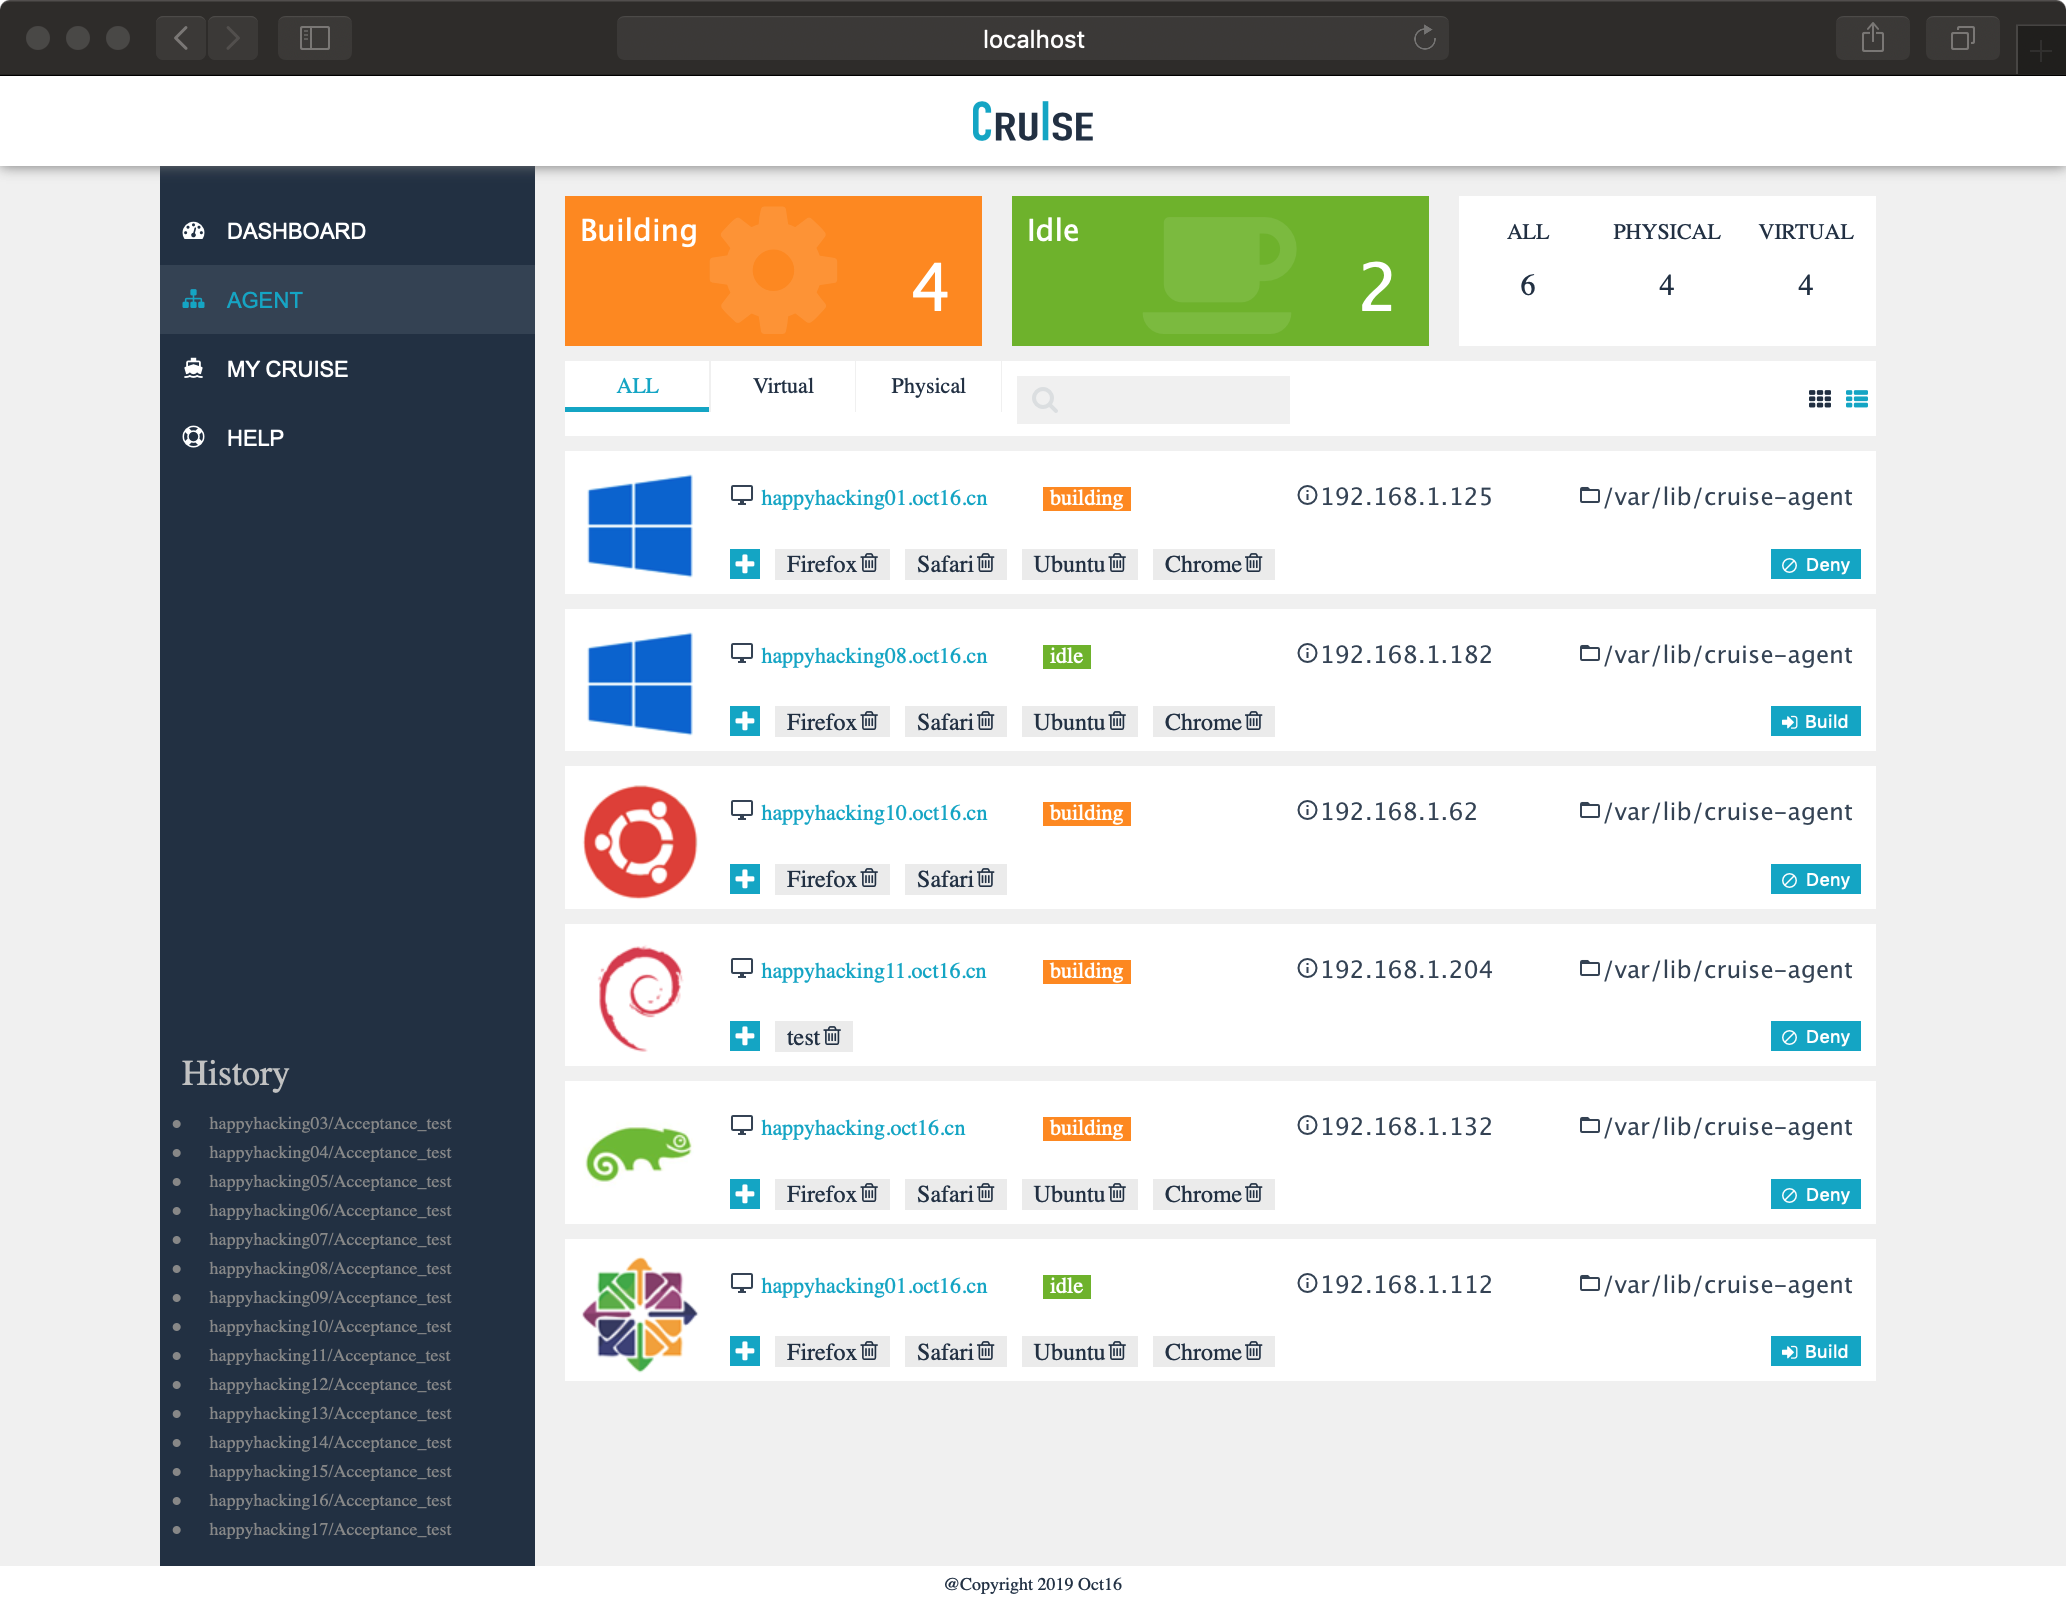 localhost
CRUISE
DASHBOARD
AGENT
MY CRUISE
HELP
History
happyhacking03/Acceptance_test
happyhacking04/Acceptance_test
happyhacking05/Acceptance_test
happyhacking06/Acceptance_test
happyhacking07/Acceptance_test
happyhacking08/Acceptance_test
happyhacking09/Acceptance_test
happyhacking10/Acceptance_test
happyhacking11/Acceptance_test
happyhacking12/Acceptance_test
happyhacking13/Acceptance_test
happyhacking14/Acceptance_test
happyhacking15/Acceptance_test
happyhacking16/Acceptance_test
happyhacking17/Acceptance_test
Building
4
Idle
2
ALL PHYSICAL VIRTUAL
6 4 4
ALL Virtual Physical
happyhacking01.oct16.cn building 192.168.1.125 /var/lib/cruise-agent
Firefox Safari Ubuntu Chrome Deny
happyhacking08.oct16.cn idle 192.168.1.182 /var/lib/cruise-agent
Firefox Safari Ubuntu Chrome Build
happyhacking10.oct16.cn building 192.168.1.62 /var/lib/cruise-agent
Firefox Safari Deny
happyhacking11.oct16.cn building 192.168.1.204 /var/lib/cruise-agent
test Deny
happyhacking.oct16.cn building 192.168.1.132 /var/lib/cruise-agent
Firefox Safari Ubuntu Chrome Deny
happyhacking01.oct16.cn idle 192.168.1.112 /var/lib/cruise-agent
Firefox Safari Ubuntu Chrome Build
@Copyright 2019 Oct16